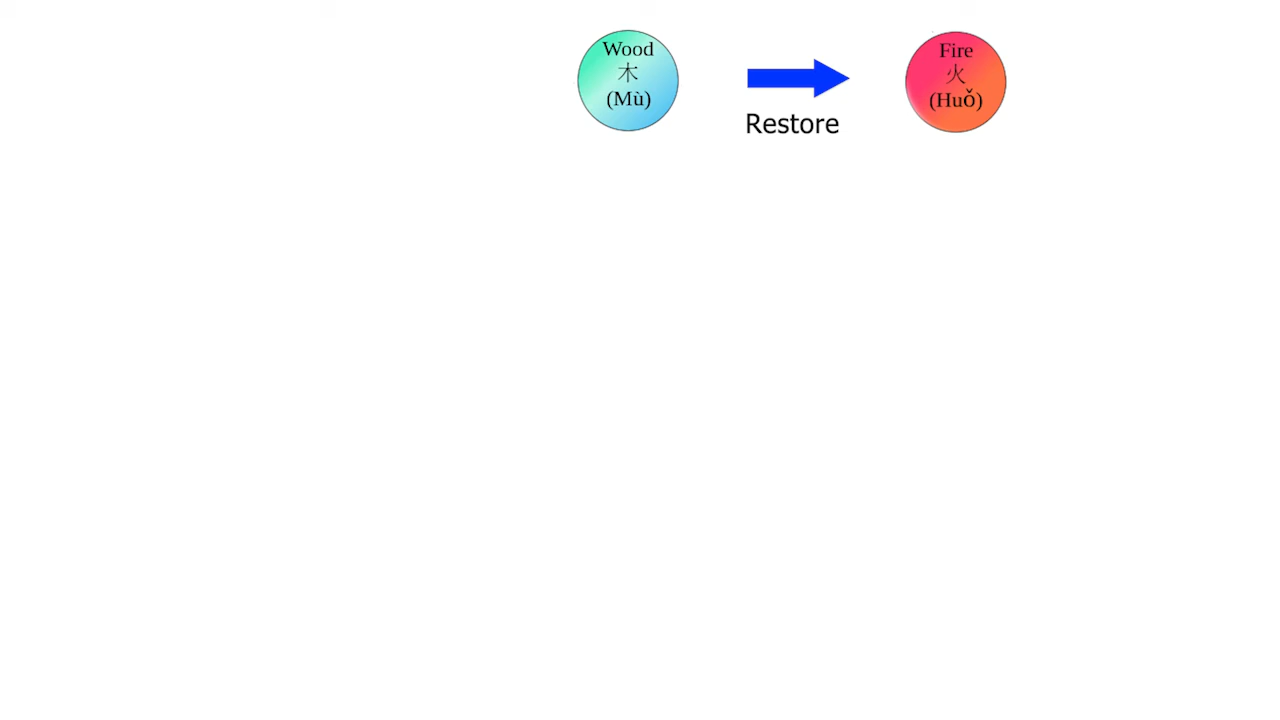 Wood
木
(Mù)
Restore
Fire
火
(Huǒ)